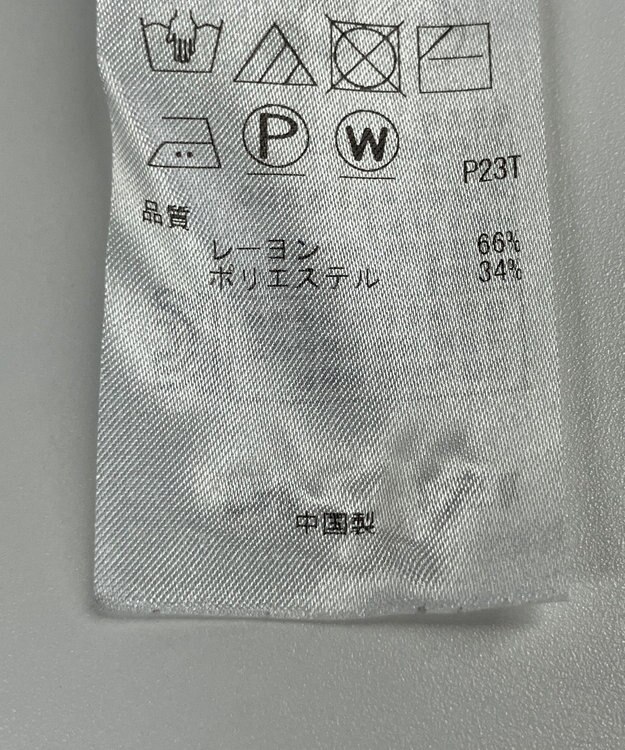 P W
P23T
品質
レーヨン 66%
ポリエステル 34%
中国製